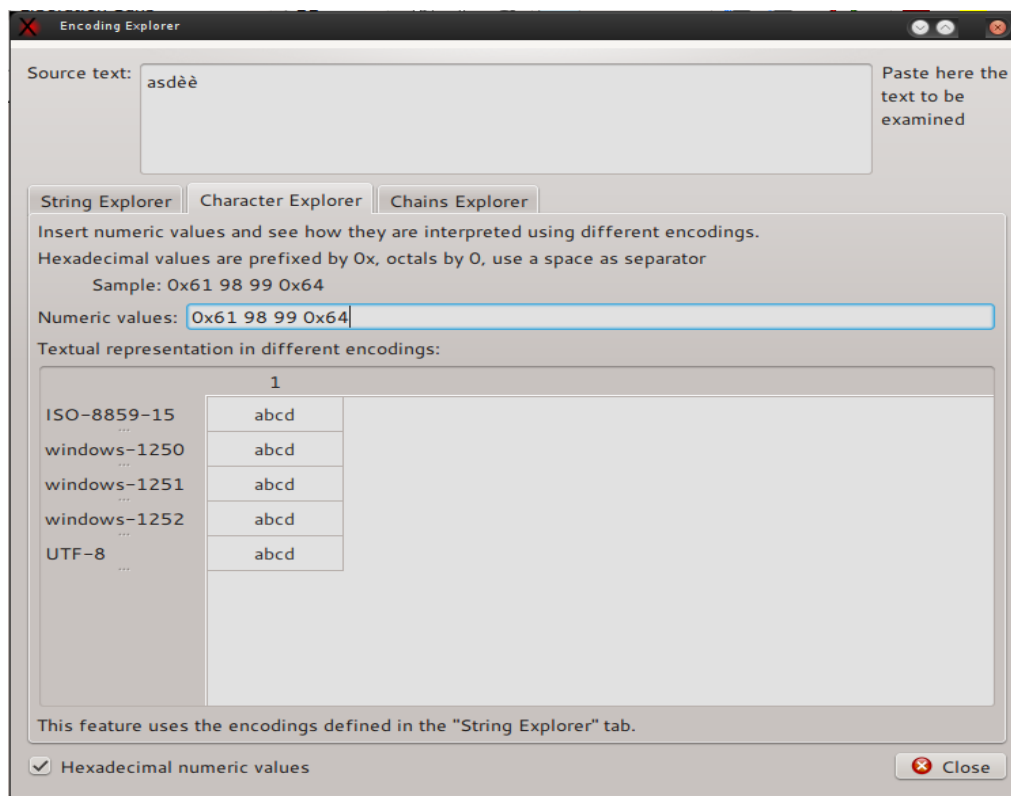 Encoding Explorer
Source text:
asdèè
Paste here the
text to be
examined
String Explorer
Character Explorer
Chains Explorer
Insert numeric values and see how they are interpreted using different encodings.
Hexadecimal values are prefixed by 0x, octals by 0, use a space as separator
Sample: 0x61 98 99 0x64
Numeric values: 0x61 98 99 0x64
Textual representation in different encodings:
1
ISO-8859-15 abcd
...
windows-1250 abcd
...
windows-1251 abcd
...
windows-1252 abcd
...
UTF-8 abcd
...
This feature uses the encodings defined in the "String Explorer" tab.
Hexadecimal numeric values
Close